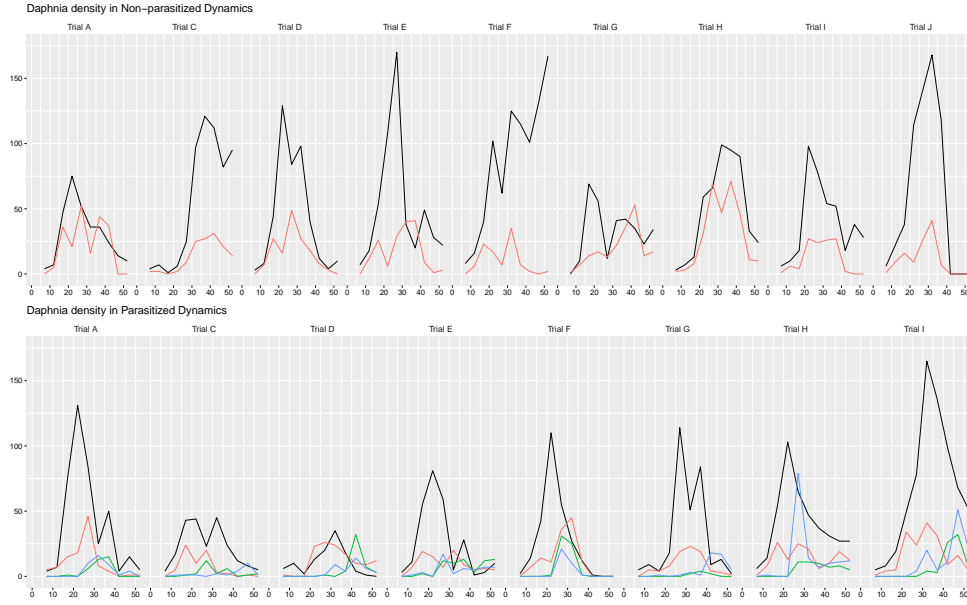 Daphnia density in Non−parasitized Dynamics
Trial A Trial C Trial D Trial E Trial F Trial G Trial H Trial I Trial J
150
100
50
0
0 10 20 30 40 50 0 10 20 30 40 50 0 10 20 30 40 50 0 10 20 30 40 50 0 10 20 30 40 50 0 10 20 30 40 50 0 10 20 30 40 50 0 10 20 30 40 50 0 10 20 30 40 50
Daphnia density in Parasitized Dynamics
Trial A Trial C Trial D Trial E Trial F Trial G Trial H Trial I
150
100
50
0
0 10 20 30 40 50 0 10 20 30 40 50 0 10 20 30 40 50 0 10 20 30 40 50 0 10 20 30 40 50 0 10 20 30 40 50 0 10 20 30 40 50 0 10 20 30 40 50